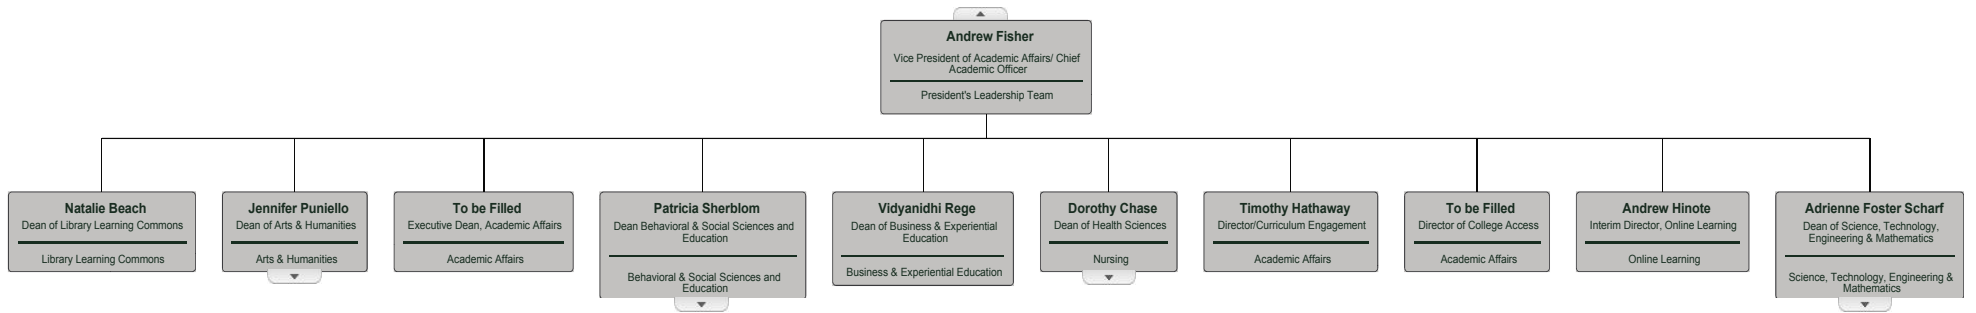 Andrew Fisher
Vice President of Academic Affairs/ Chief
Academic Officer
President's Leadership Team
Natalie Beach
Dean of Library Learning Commons
Library Learning Commons
Jennifer Puniello
Dean of Arts & Humanities
Arts & Humanities
To be Filled
Executive Dean, Academic Affairs
Academic Affairs
Patricia Sherblom
Dean Behavioral & Social Sciences and
Education
Behavioral & Social Sciences and
Education
Vidyanidhi Rege
Dean of Business & Experiential
Education
Business & Experiential Education
Dorothy Chase
Dean of Health Sciences
Nursing
Timothy Hathaway
Director/Curriculum Engagement
Academic Affairs
To be Filled
Director of College Access
Academic Affairs
Andrew Hinote
Interim Director, Online Learning
Online Learning
Adrienne Foster Scharf
Dean of Science, Technology,
Engineering & Mathematics
Science, Technology, Engineering &
Mathematics